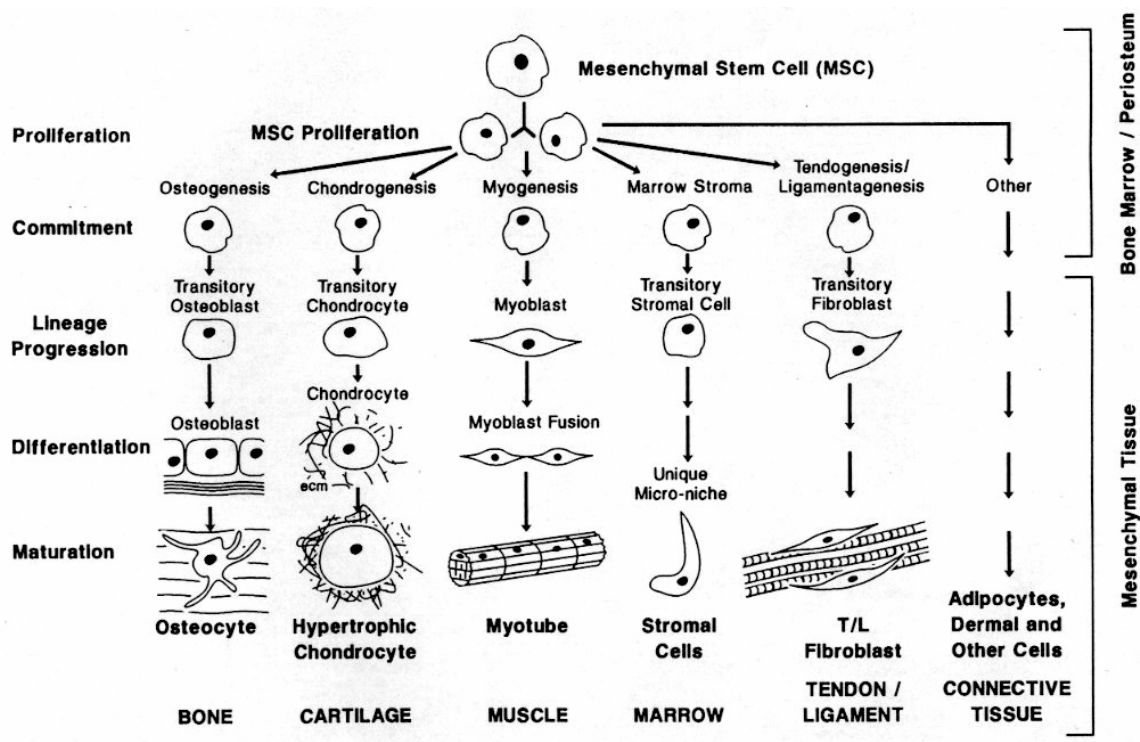 Mesenchymal Stem Cell (MSC)
Proliferation
MSC Proliferation
Osteogenesis
Chondrogenesis
Myogenesis
Marrow Stroma
Tendogenesis/
Ligamentagenesis
Other
Commitment
Transitory
Osteoblast
Transitory
Chondrocyte
Myoblast
Transitory
Stromal Cell
Transitory
Fibroblast
Lineage
Progression
Chondrocyte
Osteoblast
Myoblast Fusion
Differentiation
ecm
Unique
Micro-niche
Maturation
Osteocyte
Hypertrophic
Chondrocyte
Myotube
Stromal
Cells
T/L
Fibroblast
Adipocytes,
Dermal and
Other Cells
BONE
CARTILAGE
MUSCLE
MARROW
TENDON /
LIGAMENT
CONNECTIVE
TISSUE
Bone Marrow / Periosteum
Mesenchymal Tissue